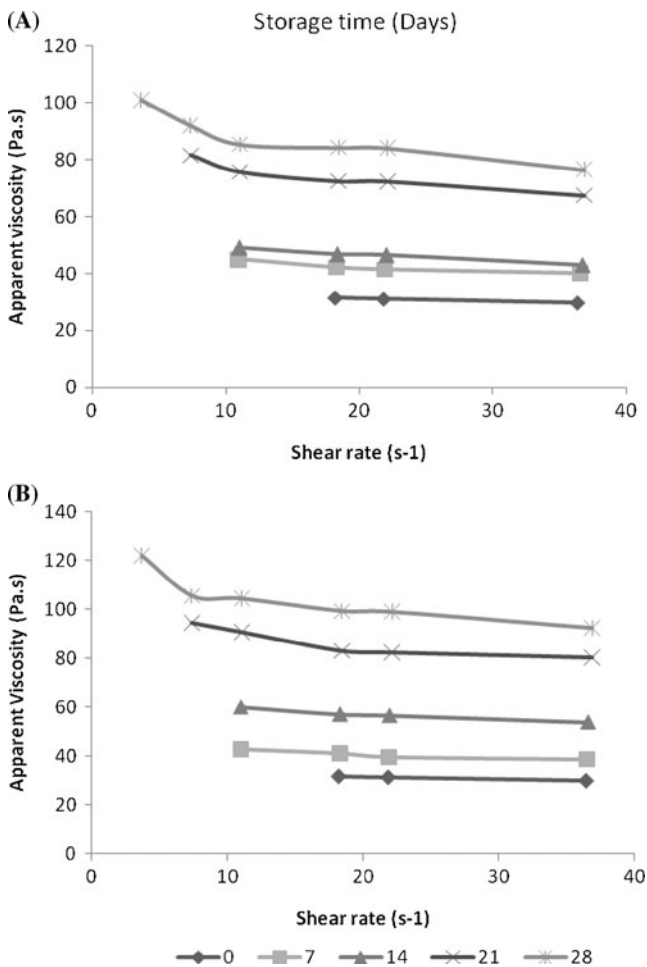 (A) Storage time (Days)
120
100
80
60
40
20
0
Apparent viscosity (Pa.s)
0 10 20 30 40
Shear rate (s-1)
(B)
140
120
100
80
60
40
20
0
Apparent Viscosity (Pa.s)
0 10 20 30 40
Shear rate (s-1)
0 7 14 21 28